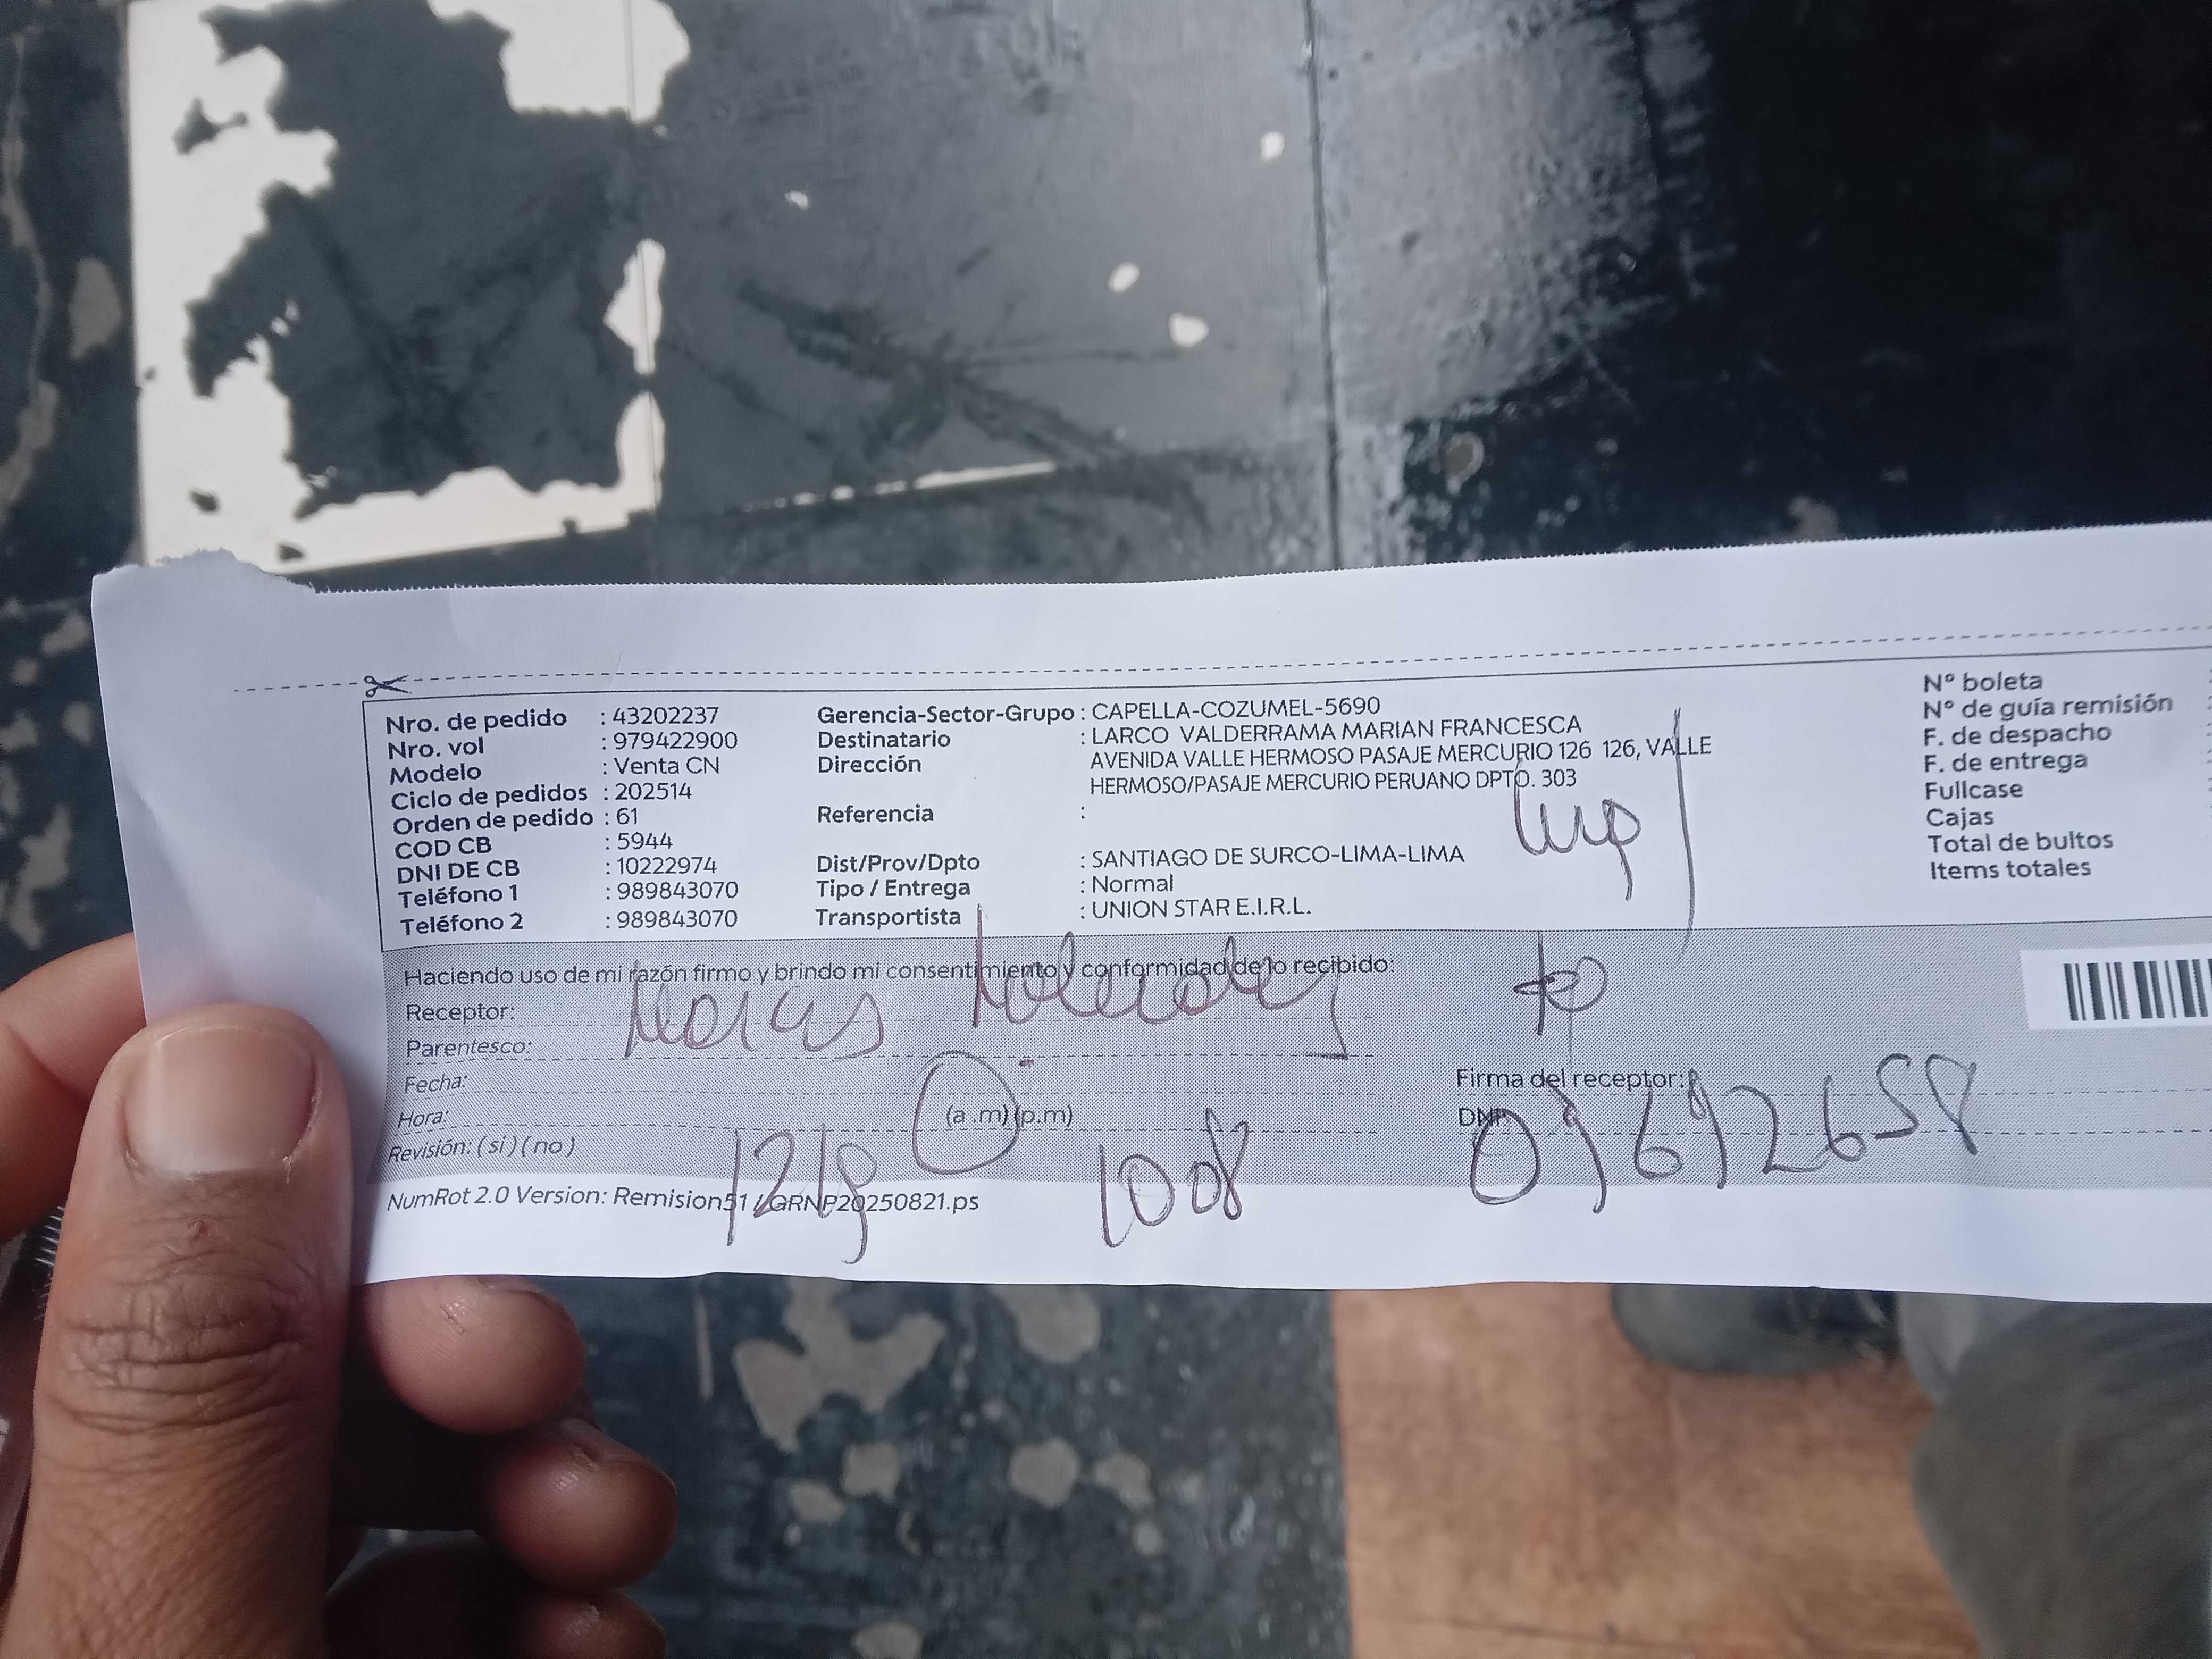 Nro. de pedido : 43202237
Nro. vol : 979422900
Modelo : Venta CN
Ciclo de pedidos : 202514
Orden de pedido : 61
COD CB : 5944
DNI DE CB : 10222974
Teléfono 1 : 989843070
Teléfono 2 : 989843070
Gerencia-Sector-Grupo : CAPELLA-COZUMEL-5690
Destinatario : LARCO VALDERRAMA MARIAN FRANCESCA
Dirección AVENIDA VALLE HERMOSO PASAJE MERCURIO 126 126, VALLE
HERMOSO/PASAJE MERCURIO PERUANO DPTO. 303
Referencia :
Dist/Prov/Dpto : SANTIAGO DE SURCO-LIMA-LIMA
Tipo / Entrega : Normal
Transportista : UNION STAR E.I.R.L.
N° boleta
N° de guía remisión
F. de despacho
F. de entrega
Fullcase
Cajas
Total de bultos
Items totales
Haciendo uso de mi razón firmo y brindo mi consentimiento y conformidad de lo recibido:
Receptor:
Parentesco:
Fecha:
Hora: (a .m) (p.m)
Revisión: ( sí ) ( no )
Firma del receptor:
DNI:
1008
NumRot 2.0 Version: Remision51 /GRNP20250821.ps